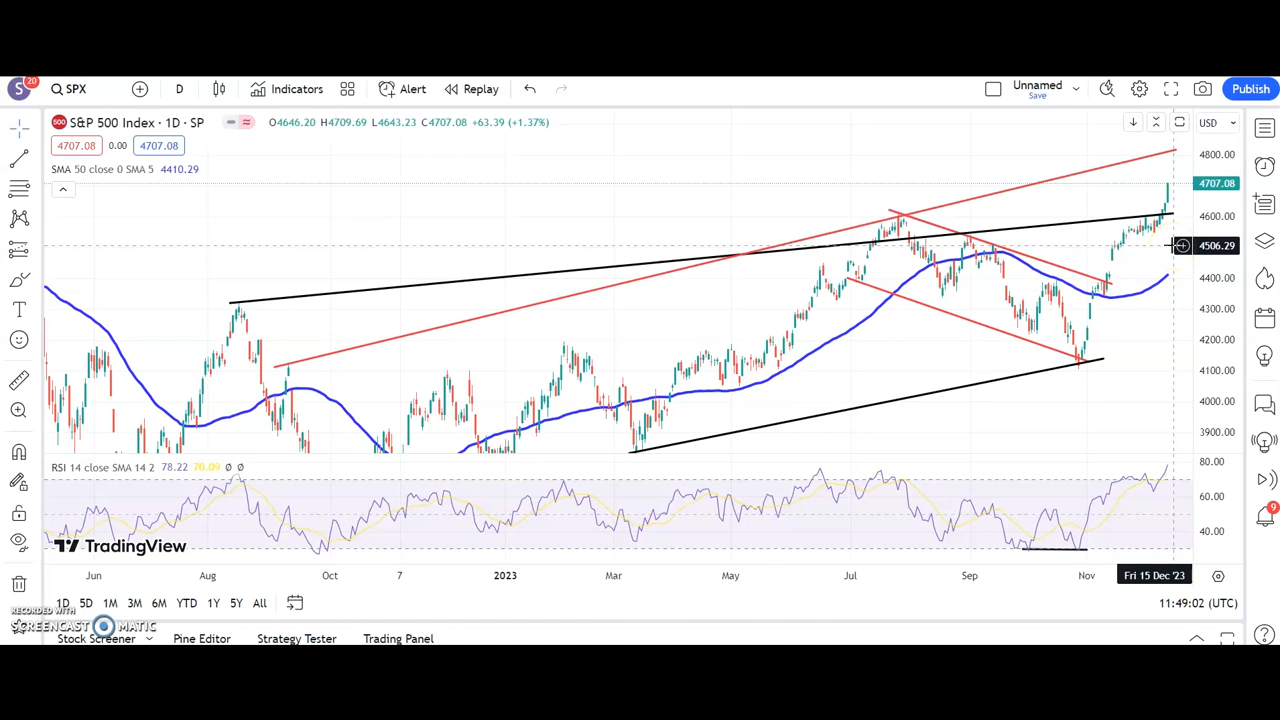 S 20 SPX D Indicators Alert Replay Unnamed Save Publish
500 S&P 500 Index · 1D · SP O4646.20 H4709.69 L4643.23 C4707.08 +63.39 (+1.37%) USD
4707.08 0.00 4707.08
SMA 50 close 0 SMA 5 4410.29
4800.00
4707.08
4600.00
4506.29
4400.00
4300.00
4200.00
4100.00
4000.00
3900.00
RSI 14 close SMA 14 2 78.22 70.09 Ø Ø
80.00
60.00
40.00
9
TradingView
Jun Aug Oct 7 2023 Mar May Jul Sep Nov Fri 15 Dec '23
1D 5D 1M 3M 6M YTD 1Y 5Y All 11:49:02 (UTC)
RECORDED WITH
SCREENCAST MATIC
Stock Screener Pine Editor Strategy Tester Trading Panel